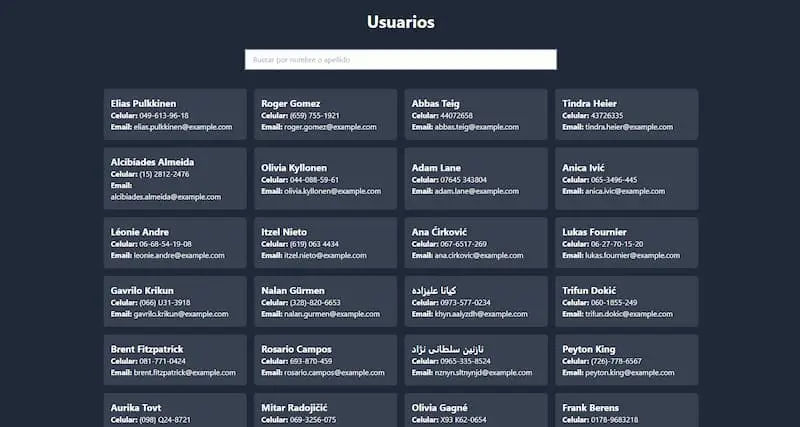 Usuarios
Buscar por nombre o apellido
Elias Pulkkinen
Celular: 049-613-96-18
Email: elias.pulkkinen@example.com
Roger Gomez
Celular: (659) 755-1921
Email: roger.gomez@example.com
Abbas Teig
Celular: 44072658
Email: abbas.teig@example.com
Tindra Heier
Celular: 43726335
Email: tindra.heier@example.com
Alcibíades Almeida
Celular: (15) 2812-2476
Email:
alcibiades.almeida@example.com
Olivia Kyllonen
Celular: 044-088-59-61
Email: olivia.kyllonen@example.com
Adam Lane
Celular: 07645 343804
Email: adam.lane@example.com
Anica Ivić
Celular: 065-3496-445
Email: anica.ivic@example.com
Léonie Andre
Celular: 06-68-54-19-08
Email: leonie.andre@example.com
Itzel Nieto
Celular: (619) 063 4434
Email: itzel.nieto@example.com
Ana Ćirković
Celular: 067-6517-269
Email: ana.cirkovic@example.com
Lukas Fournier
Celular: 06-27-70-15-20
Email: lukas.fournier@example.com
Gavrilo Krikun
Celular: (066) U31-3918
Email: gavrilo.krikun@example.com
Nalan Gürmen
Celular: (328)-820-6653
Email: nalan.gurmen@example.com
کیانا علیزاده
Celular: 0973-577-0234
Email: khyn.aalyzdh@example.com
Trifun Dokić
Celular: 060-1855-249
Email: trifun.dokic@example.com
Brent Fitzpatrick
Celular: 081-771-0424
Email: brent.fitzpatrick@example.com
Rosario Campos
Celular: 693-870-459
Email: rosario.campos@example.com
نازنین سلطانی نژاد
Celular: 0965-335-8524
Email: nznyn.sltnynjd@example.com
Peyton King
Celular: (726)-778-6567
Email: peyton.king@example.com
Aurika Tovt
Celular: (098) Q24-8721
Mitar Radojičić
Celular: 069-3256-075
Olivia Gagné
Celular: X93 K62-0654
Frank Berens
Celular: 0178-9683218